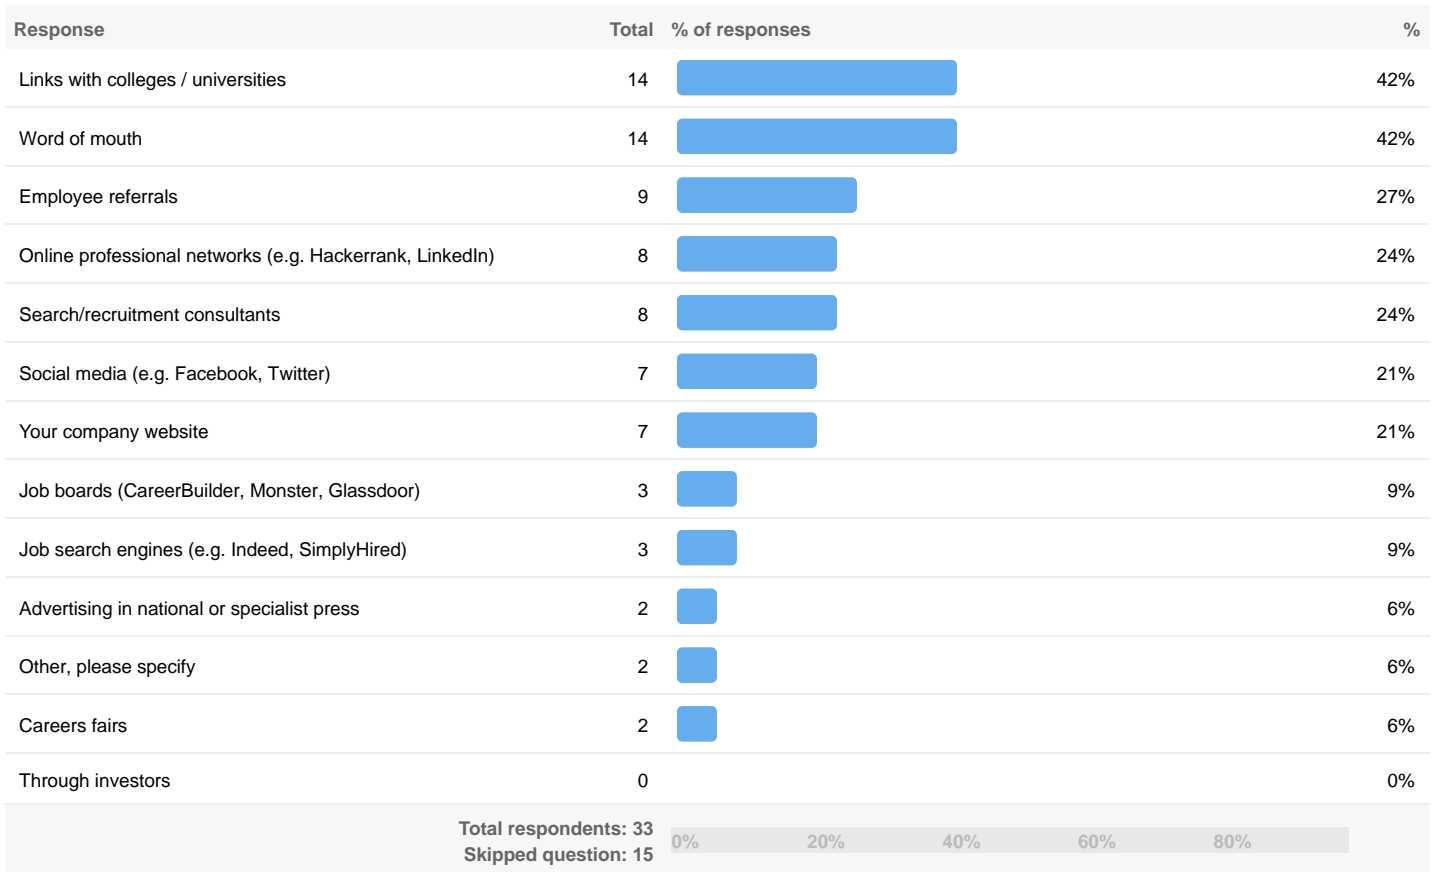 Response Total % of responses %
Links with colleges / universities 14 42%
Word of mouth 14 42%
Employee referrals 9 27%
Online professional networks (e.g. Hackerrank, LinkedIn) 8 24%
Search/recruitment consultants 8 24%
Social media (e.g. Facebook, Twitter) 7 21%
Your company website 7 21%
Job boards (CareerBuilder, Monster, Glassdoor) 3 9%
Job search engines (e.g. Indeed, SimplyHired) 3 9%
Advertising in national or specialist press 2 6%
Other, please specify 2 6%
Careers fairs 2 6%
Through investors 0 0%
Total respondents: 33
Skipped question: 15
0% 20% 40% 60% 80%